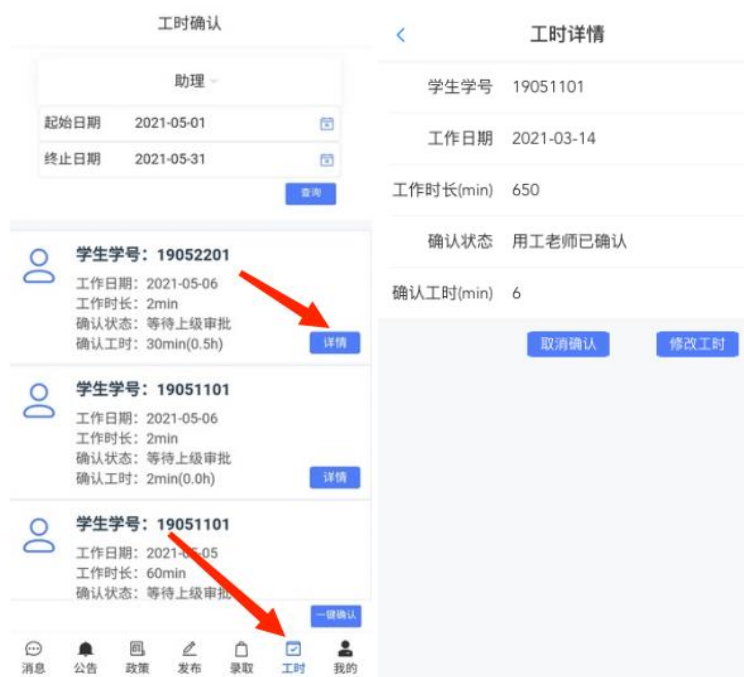 工时确认
助理
起始日期 2021-05-01
终止日期 2021-05-31
查询
学生学号：19052201
工作日期：2021-05-06
工作时长：2min
确认状态：等待上级审批
确认工时：30min(0.5h)
详情
学生学号：19051101
工作日期：2021-05-06
工作时长：2min
确认状态：等待上级审批
确认工时：2min(0.0h)
详情
学生学号：19051101
工作日期：2021-05-05
工作时长：60min
确认状态：等待上级审批
一键确认
消息 公告 政策 发布 录取 工时 我的
工时详情
学生学号 19051101
工作日期 2021-03-14
工作时长(min) 650
确认状态 用工老师已确认
确认工时(min) 6
取消确认 修改工时